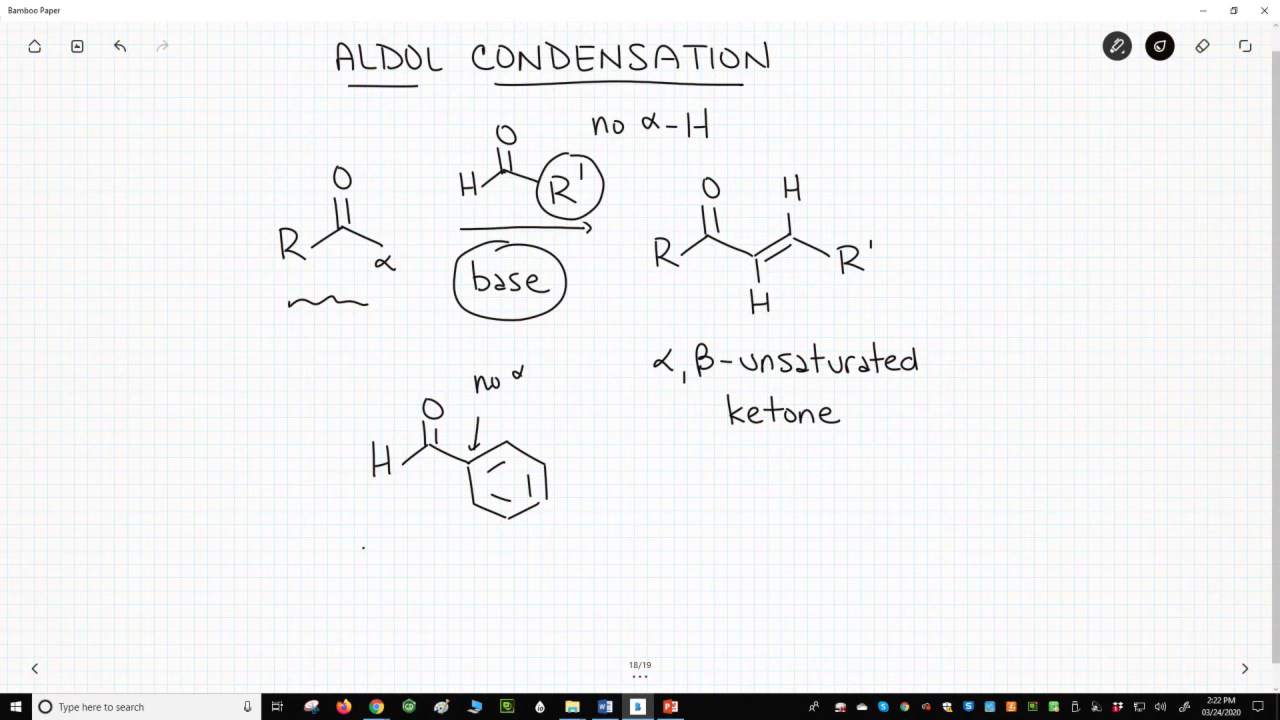 Bamboo Paper
ALDOL CONDENSATION
no α-H
O
H
R'
O
R
α
base
O
H
R
R'
H
α, β-unsaturated
ketone
no α
O
H
18/19
Type here to search
2:22 PM
03/24/2020